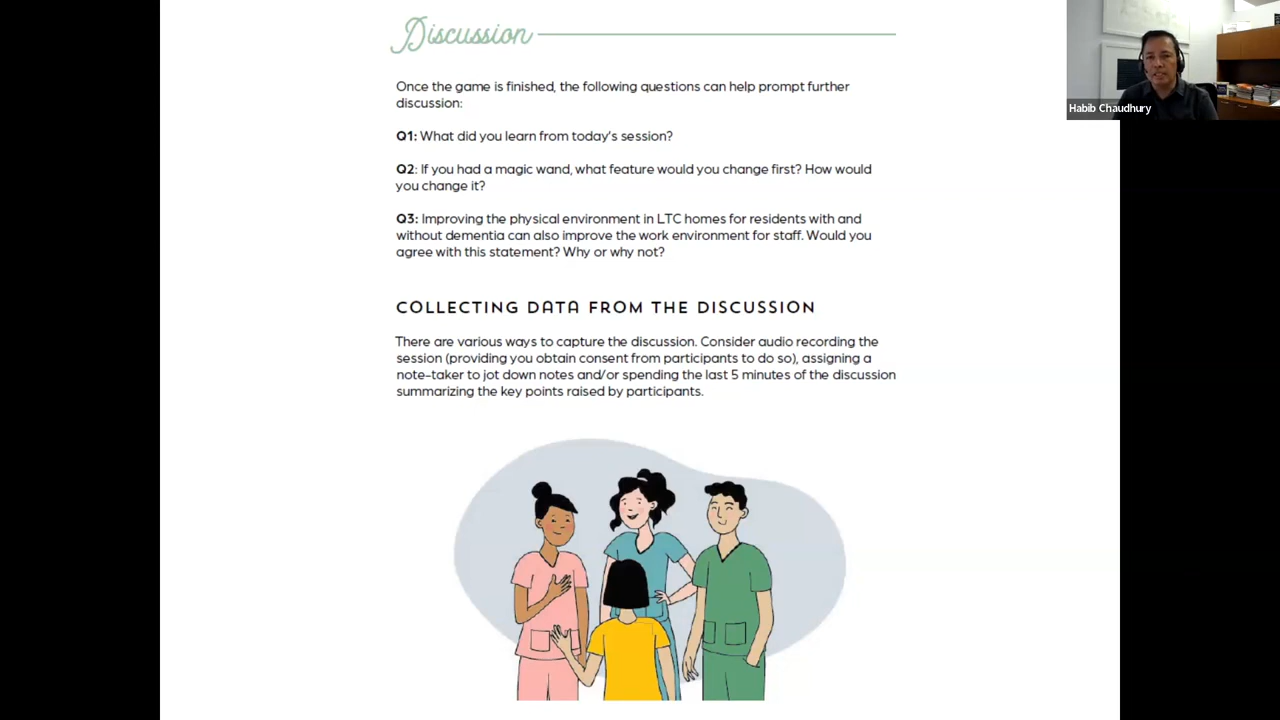 Discussion
Once the game is finished, the following questions can help prompt further
discussion:
Q1: What did you learn from today's session?
Q2: If you had a magic wand, what feature would you change first? How would
you change it?
Q3: Improving the physical environment in LTC homes for residents with and
without dementia can also improve the work environment for staff. Would you
agree with this statement? Why or why not?
COLLECTING DATA FROM THE DISCUSSION
There are various ways to capture the discussion. Consider audio recording the
session (providing you obtain consent from participants to do so), assigning a
note-taker to jot down notes and/or spending the last 5 minutes of the discussion
summarizing the key points raised by participants.
Habib Chaudhury